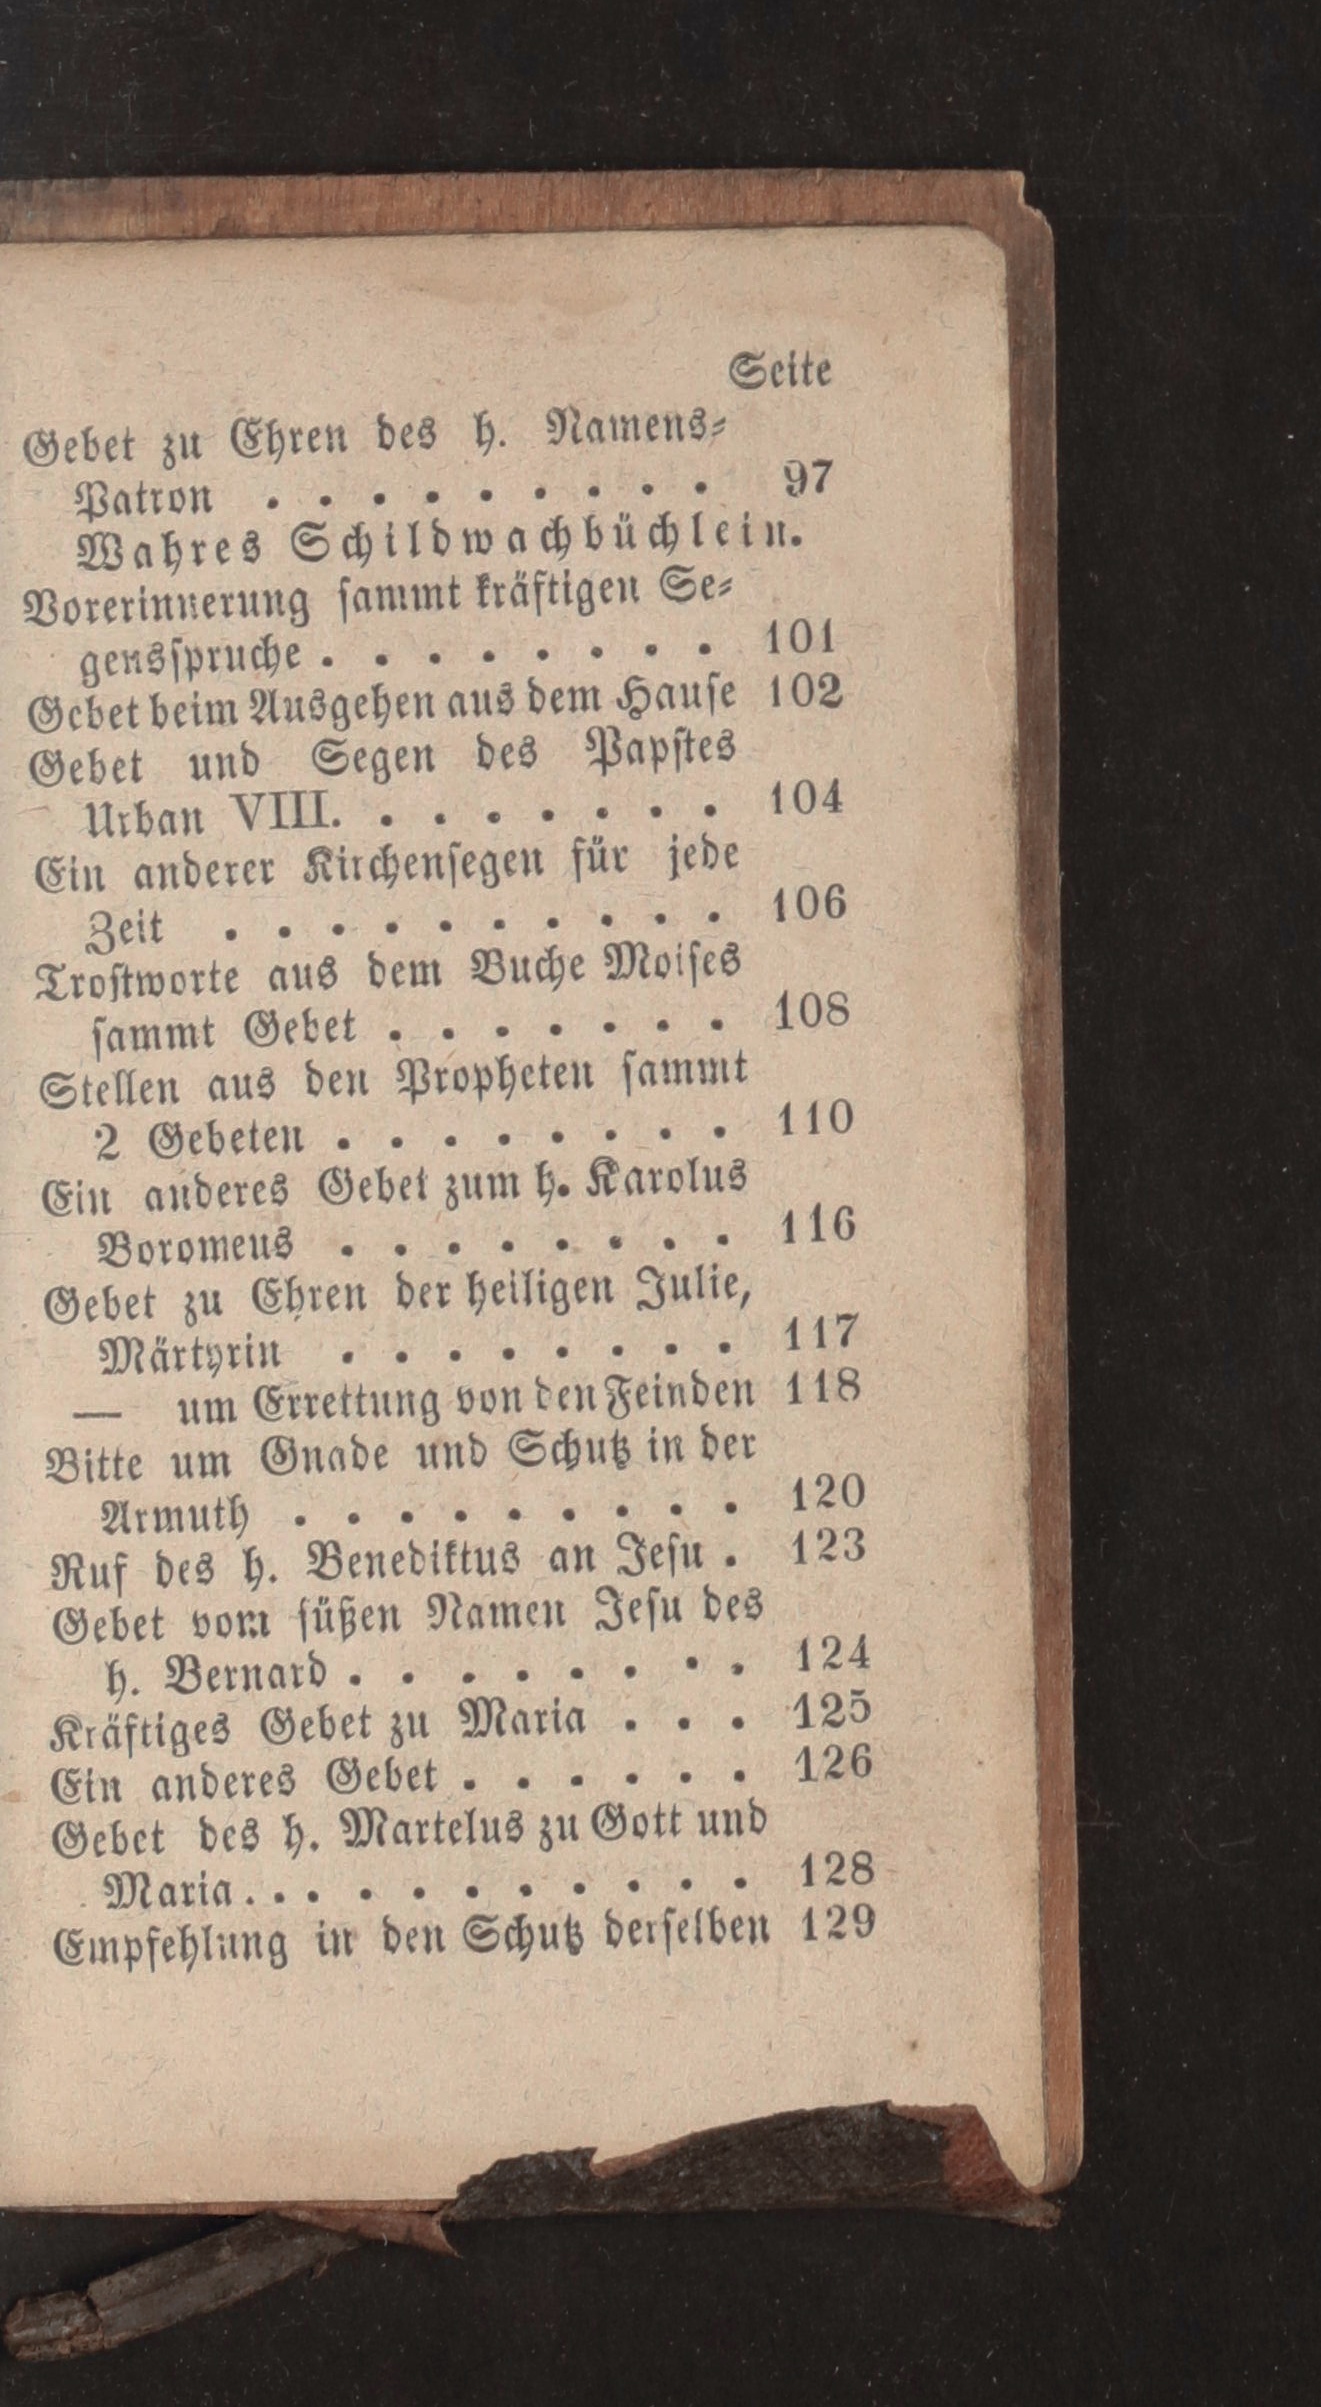 Seite
Gebet zu Ehren des h. Namens-
Patron . . . . . . . . . 97
Wahres Schildwachbüchlein.
Vorerinnerung sammt kräftigen Se-
gensspruche . . . . . . . . 101
Gebet beim Ausgehen aus dem Hause 102
Gebet und Segen des Papstes
Urban VIII. . . . . . . . 104
Ein anderer Kirchensegen für jede
Zeit . . . . . . . . . . 106
Trostworte aus dem Buche Moises
sammt Gebet . . . . . . . 108
Stellen aus den Propheten sammt
2 Gebeten . . . . . . . . 110
Ein anderes Gebet zum h. Karolus
Boromeus . . . . . . . . 116
Gebet zu Ehren der heiligen Julie,
Märtyrin . . . . . . . . 117
— um Errettung von den Feinden 118
Bitte um Gnade und Schutz in der
Armuth . . . . . . . . . 120
Ruf des h. Benediktus an Jesu . 123
Gebet vom süßen Namen Jesu des
h. Bernard . . . . . . . . 124
Kräftiges Gebet zu Maria . . . 125
Ein anderes Gebet . . . . . . 126
Gebet des h. Martelus zu Gott und
Maria . . . . . . . . . . . 128
Empfehlung in den Schutz derselben 129